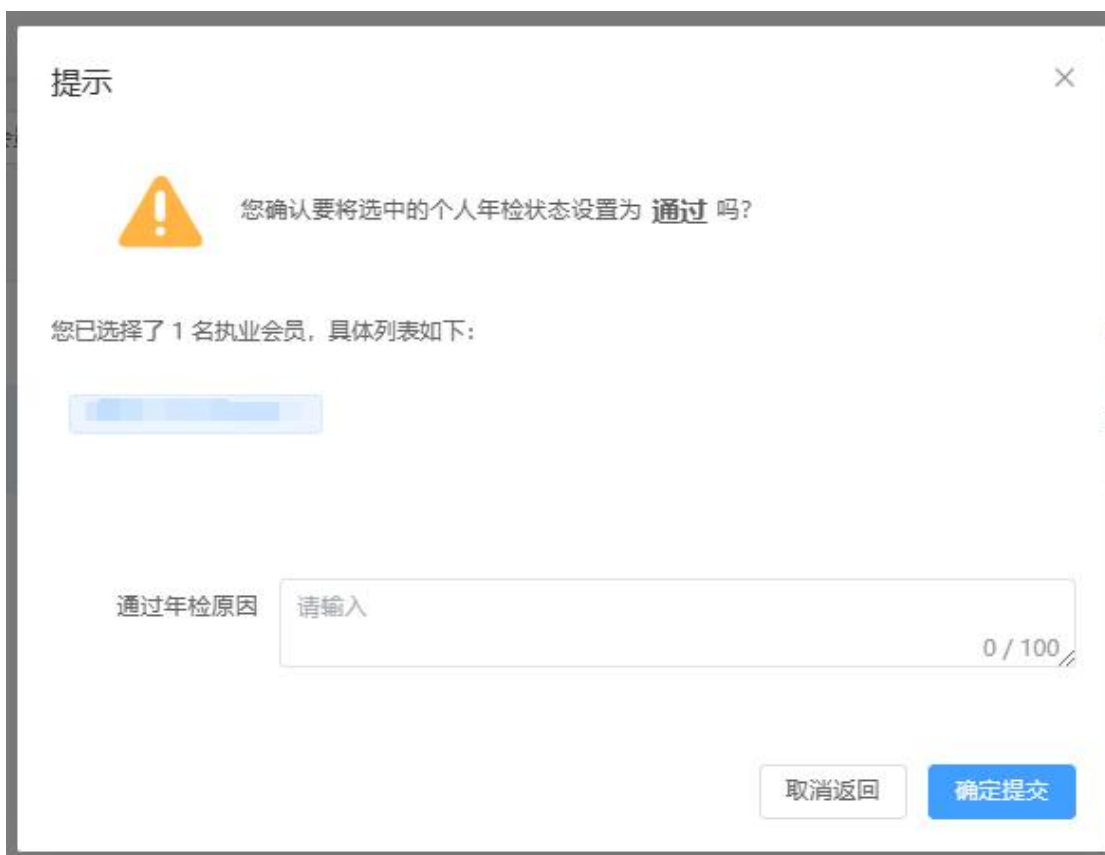 提示
您确认要将选中的个人年检状态设置为 通过 吗?
您已选择了 1 名执业会员，具体列表如下：
通过年检原因
请输入
0 / 100
取消返回
确定提交